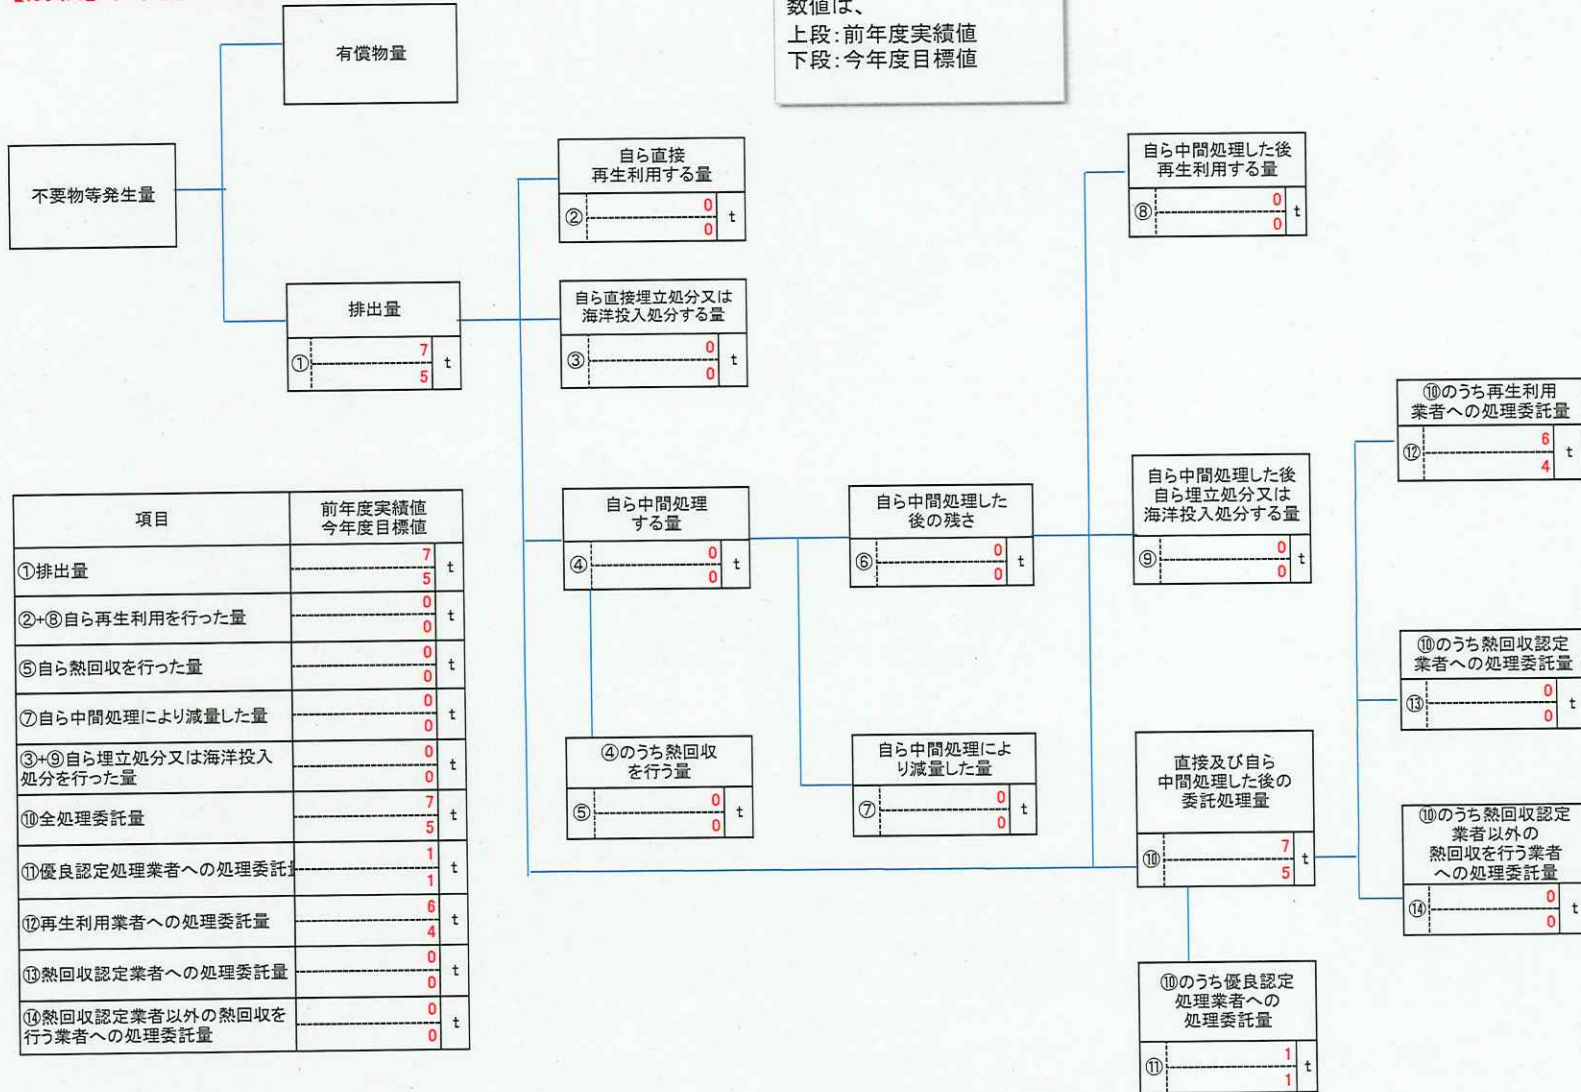 数値は、
上段:前年度実績値
下段:今年度目標値
有償物量
不要物等発生量
排出量
①
7
5
t
自ら直接
再生利用する量
②
0
0
t
自ら直接埋立処分又は
海洋投入処分する量
③
0
0
t
自ら中間処理
する量
④
0
0
t
④のうち熱回収
を行う量
⑤
0
0
t
自ら中間処理した
後の残さ
⑥
0
0
t
自ら中間処理によ
り減量した量
⑦
0
0
t
自ら中間処理した後
再生利用する量
⑧
0
0
t
自ら中間処理した後
自ら埋立処分又は
海洋投入処分する量
⑨
0
0
t
直接及び自ら
中間処理した後の
委託処理量
⑩
7
5
t
⑩のうち優良認定
処理業者への
処理委託量
⑪
1
1
t
⑩のうち再生利用
業者への処理委託量
⑫
6
4
t
⑩のうち熱回収認定
業者への処理委託量
⑬
0
0
t
⑩のうち熱回収認定
業者以外の
熱回収を行う業者
への処理委託量
⑭
0
0
t
項目
前年度実績値
今年度目標値
①排出量
7
5
t
②+⑧自ら再生利用を行った量
0
0
t
⑤自ら熱回収を行った量
0
0
t
⑦自ら中間処理により減量した量
0
0
t
③+⑨自ら埋立処分又は海洋投入
処分を行った量
0
0
t
⑩全処理委託量
7
5
t
⑪優良認定処理業者への処理委託
1
1
t
⑫再生利用業者への処理委託量
6
4
t
⑬熱回収認定業者への処理委託量
0
0
t
⑭熱回収認定業者以外の熱回収を
行う業者への処理委託量
0
0
t